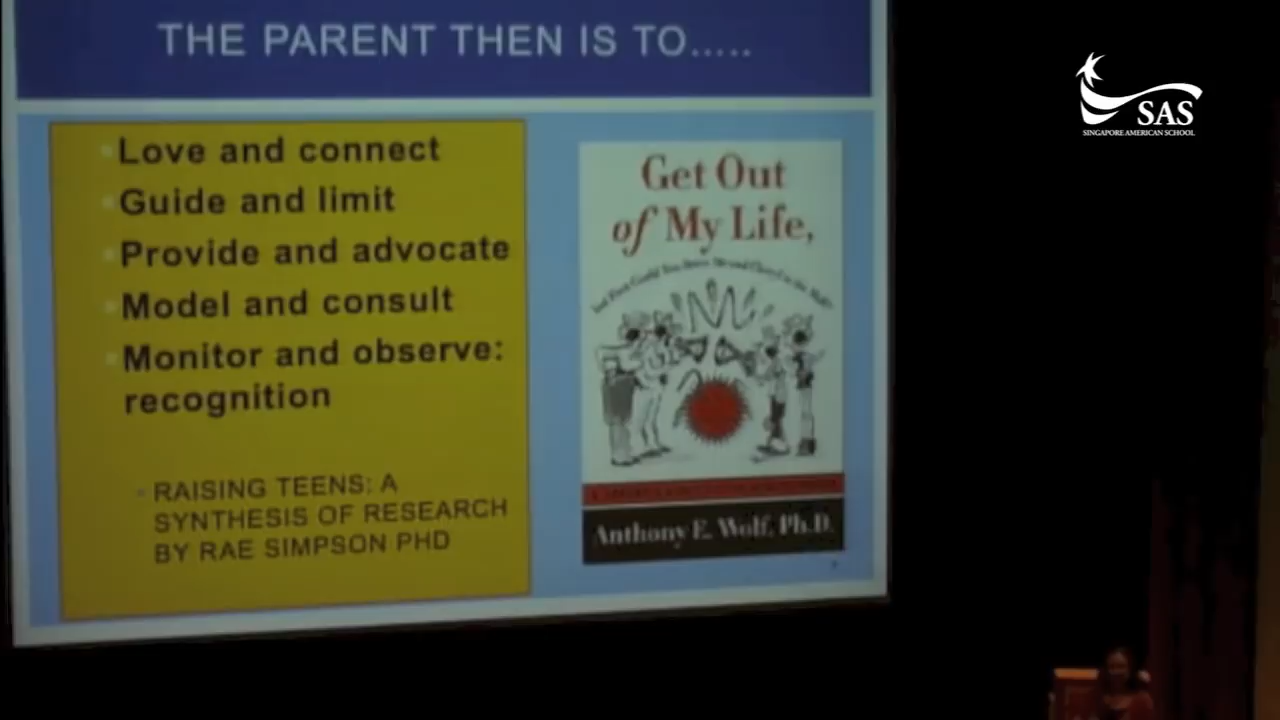 THE PARENT THEN IS TO.....
Love and connect
Guide and limit
Provide and advocate
Model and consult
Monitor and observe:
recognition
RAISING TEENS: A
SYNTHESIS OF RESEARCH
BY RAE SIMPSON PHD
Get Out
of My Life,
Anthony E. Wolf, Ph.D.
SAS
SINGAPORE AMERICAN SCHOOL